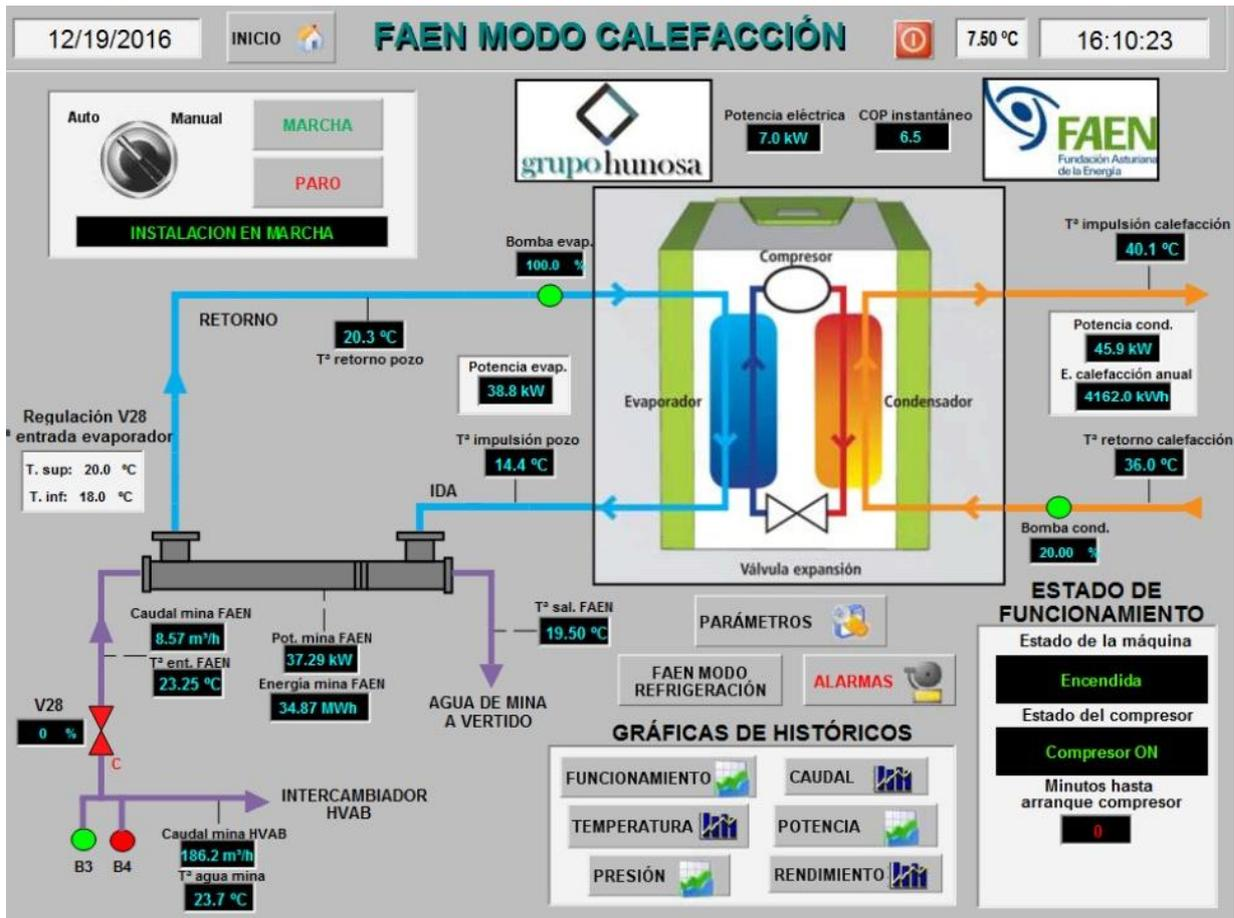 12/19/2016
INICIO
FAEN MODO CALEFACCIÓN
7.50 ºC
16:10:23
Auto
Manual
MARCHA
PARO
INSTALACION EN MARCHA
grupohunosa
Potencia eléctrica
7.0 kW
COP instantáneo
6.5
FAEN
Fundación Asturiana
de la Energía
Bomba evap.
100.0 %
RETORNO
20.3 ºC
Tª retorno pozo
Potencia evap.
38.8 kW
Tª impulsión pozo
14.4 ºC
IDA
Compresor
Evaporador
Condensador
Válvula expansión
Tª impulsión calefacción
40.1 ºC
Potencia cond.
45.9 kW
E. calefacción anual
4162.0 kWh
Tª retorno calefacción
36.0 ºC
Bomba cond.
20.00 %
Regulación V28
ª entrada evaporador
T. sup: 20.0 ºC
T. inf: 18.0 ºC
Caudal mina FAEN
8.57 m³/h
Tª ent. FAEN
23.25 ºC
Pot. mina FAEN
37.29 kW
Energía mina FAEN
34.87 MWh
Tª sal. FAEN
19.50 ºC
AGUA DE MINA
A VERTIDO
V28
0 %
C
INTERCAMBIADOR
HVAB
B3
B4
Caudal mina HVAB
186.2 m³/h
Tª agua mina
23.7 ºC
PARÁMETROS
FAEN MODO
REFRIGERACIÓN
ALARMAS
GRÁFICAS DE HISTÓRICOS
FUNCIONAMIENTO
CAUDAL
TEMPERATURA
POTENCIA
PRESIÓN
RENDIMIENTO
ESTADO DE
FUNCIONAMIENTO
Estado de la máquina
Encendida
Estado del compresor
Compresor ON
Minutos hasta
arranque compresor
0